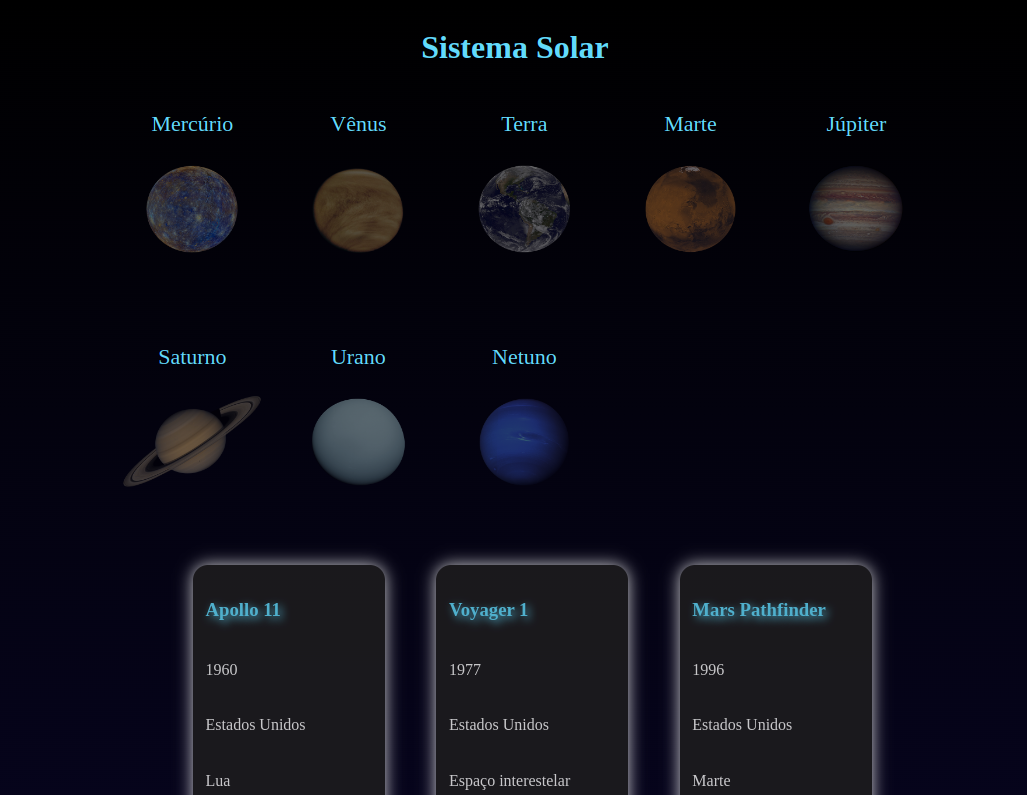 Sistema Solar
Mercúrio Vênus Terra Marte Júpiter
Saturno Urano Netuno
Apollo 11
1960
Estados Unidos
Lua
Voyager 1
1977
Estados Unidos
Espaço interestelar
Mars Pathfinder
1996
Estados Unidos
Marte